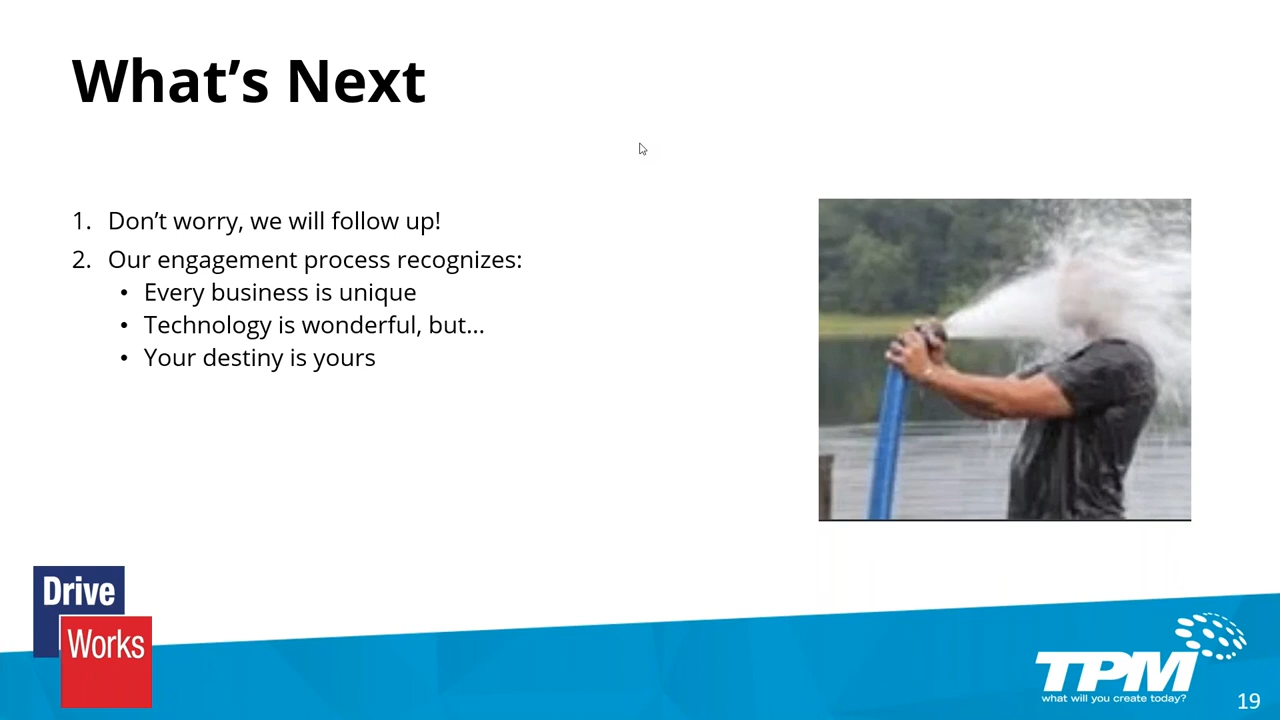 What’s Next
1. Don’t worry, we will follow up!
2. Our engagement process recognizes:
• Every business is unique
• Technology is wonderful, but...
• Your destiny is yours
Drive
Works
TPM
what will you create today?
19